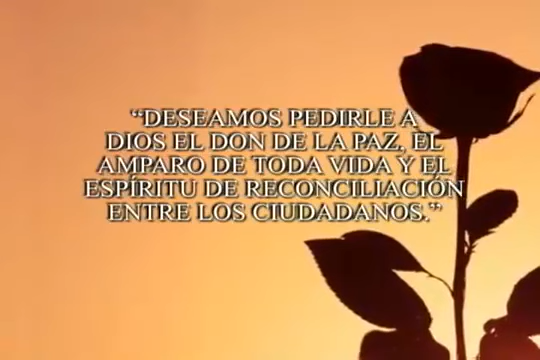 “DESEAMOS PEDIRLE A
DIOS EL DON DE LA PAZ, EL
AMPARO DE TODA VIDA Y EL
ESPÍRITU DE RECONCILIACIÓN
ENTRE LOS CIUDADANOS.”